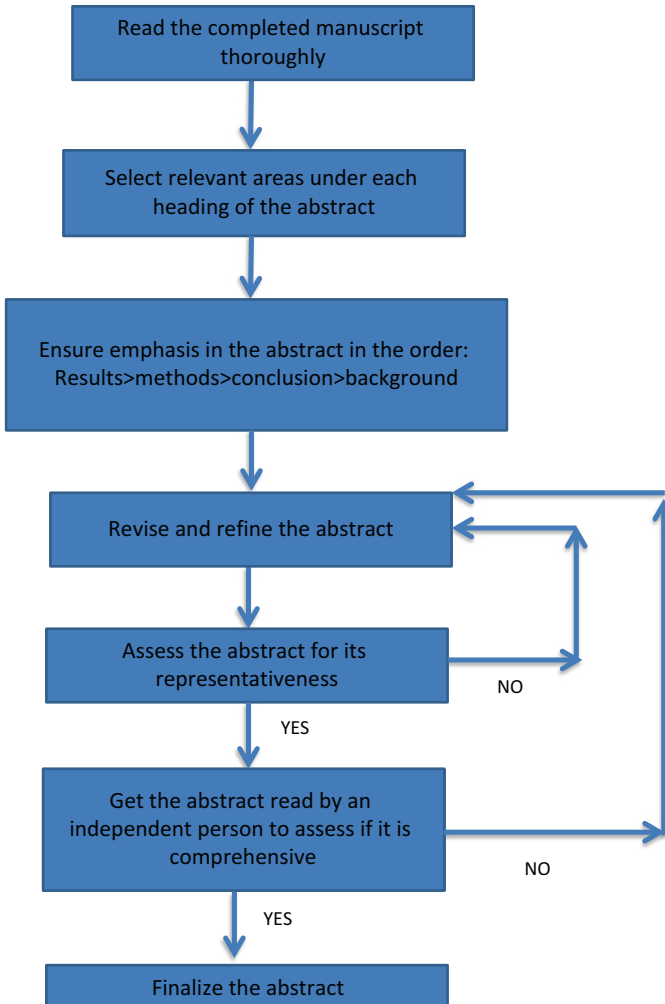 Read the completed manuscript
thoroughly
Select relevant areas under each
heading of the abstract
Ensure emphasis in the abstract in the order:
Results>methods>conclusion>background
Revise and refine the abstract
Assess the abstract for its
representativeness
NO
YES
Get the abstract read by an
independent person to assess if it is
comprehensive
NO
YES
Finalize the abstract